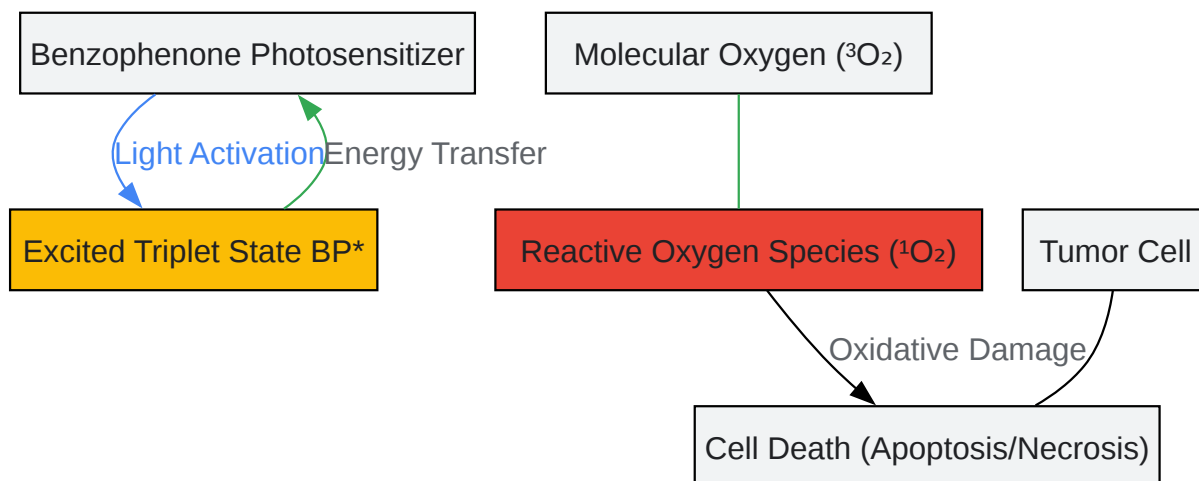 Benzophenone Photosensitizer
Molecular Oxygen (³O₂)
Light Activation
Energy Transfer
Excited Triplet State BP*
Reactive Oxygen Species (¹O₂)
Tumor Cell
Oxidative Damage
Cell Death (Apoptosis/Necrosis)